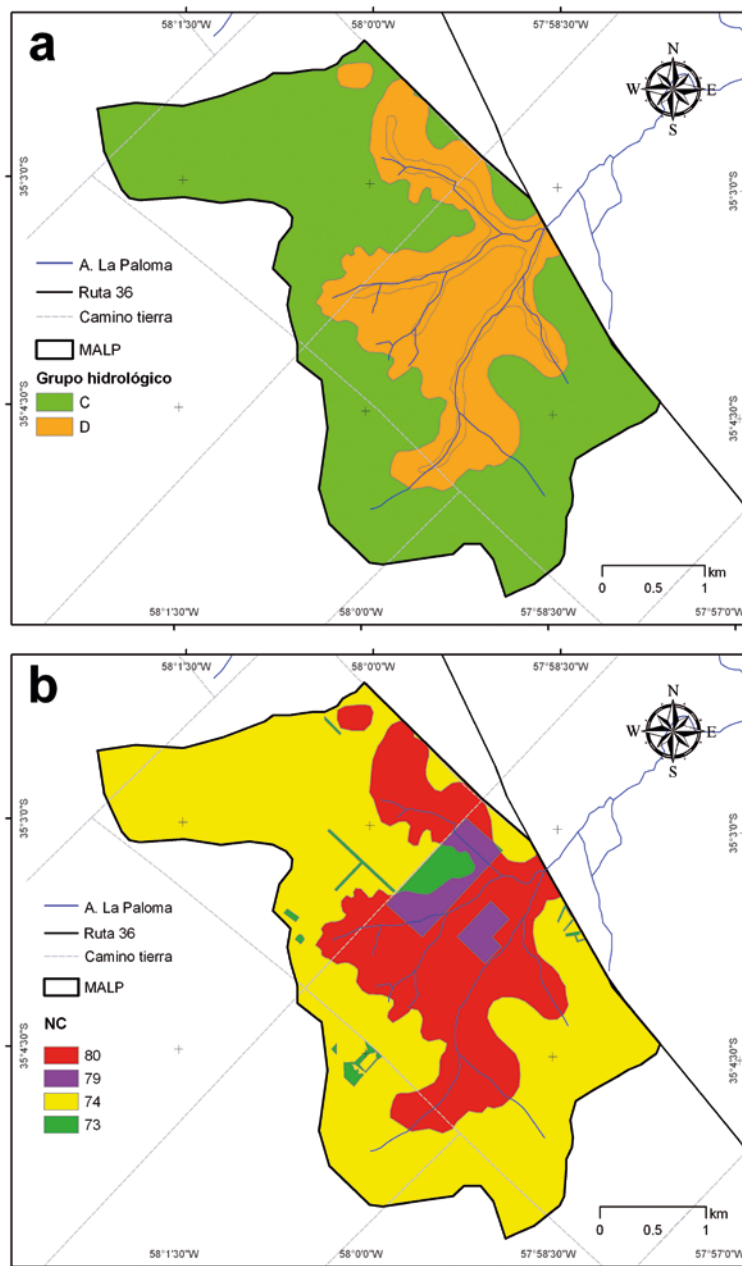 a
58°1'30"W 58°0'0"W 57°58'30"W
N
W E
S
35°3'0"S 35°3'0"S
A. La Paloma
Ruta 36
Camino tierra
MALP
Grupo hidrológico
C
D
35°4'30"S 35°4'30"S
km
0 0.5 1
58°1'30"W 58°0'0"W 57°58'30"W 57°57'0"W
b
58°1'30"W 58°0'0"W 57°58'30"W
N
W E
S
35°3'0"S 35°3'0"S
A. La Paloma
Ruta 36
Camino tierra
MALP
NC
80
79
74
73
35°4'30"S 35°4'30"S
km
0 0.5 1
58°1'30"W 58°0'0"W 57°58'30"W 57°57'0"W